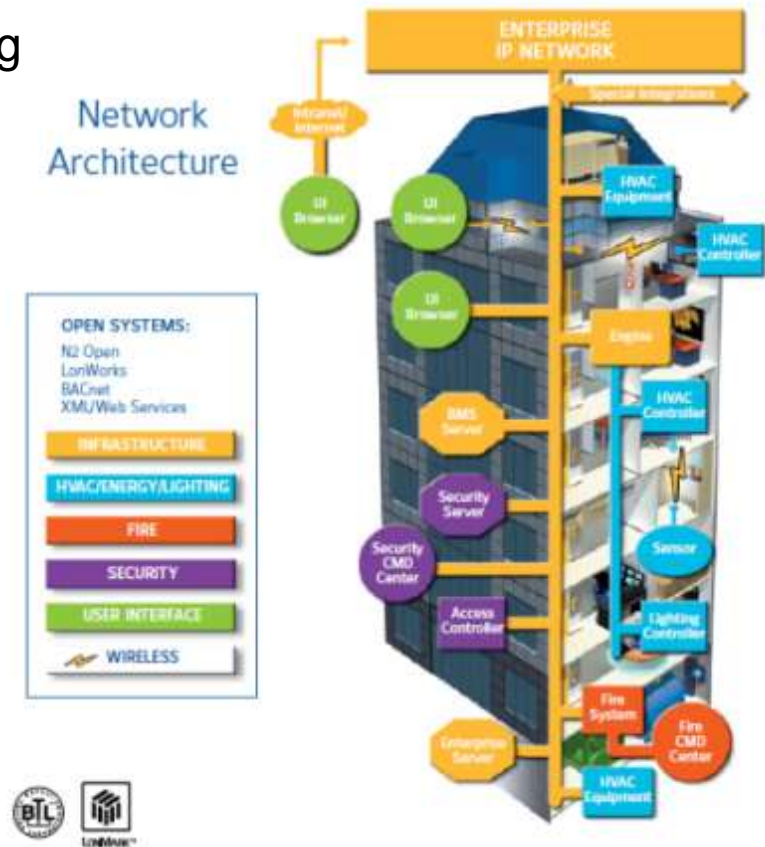 g
Network
Architecture
ENTERPRISE
IP NETWORK
Special Integrations
Intranet/
Internet
UI
Browser
UI
Browser
HVAC
Equipment
HVAC
Controller
UI
Browser
Engine
OPEN SYSTEMS:
N2 Open
LonWorks
BACnet
XML/Web Services
INFRASTRUCTURE
HVAC/ENERGY/LIGHTING
FIRE
SECURITY
USER INTERFACE
WIRELESS
BMS
Server
HVAC
Controller
Security
Server
Security
CMD
Center
Sensor
Access
Controller
Lighting
Controller
Fire
System
Fire
CMD
Center
Enterprise
Server
HVAC
Equipment
BTL
LONMARK